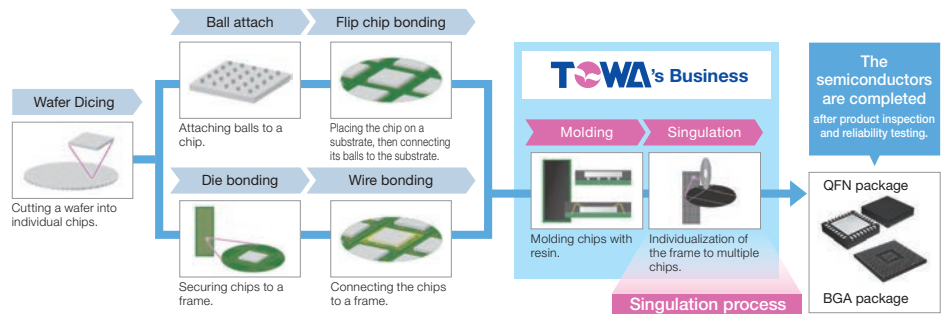 Wafer Dicing
Cutting a wafer into
individual chips.
Ball attach
Attaching balls to a
chip.
Flip chip bonding
Placing the chip on a
substrate, then connecting
its balls to the substrate.
Die bonding
Securing chips to a
frame.
Wire bonding
Connecting the chips
to a frame.
TOWA's Business
Molding
Molding chips with
resin.
Singulation
Individualization of
the frame to multiple
chips.
Singulation process
The
semiconductors
are completed
after product inspection
and reliability testing.
QFN package
BGA package